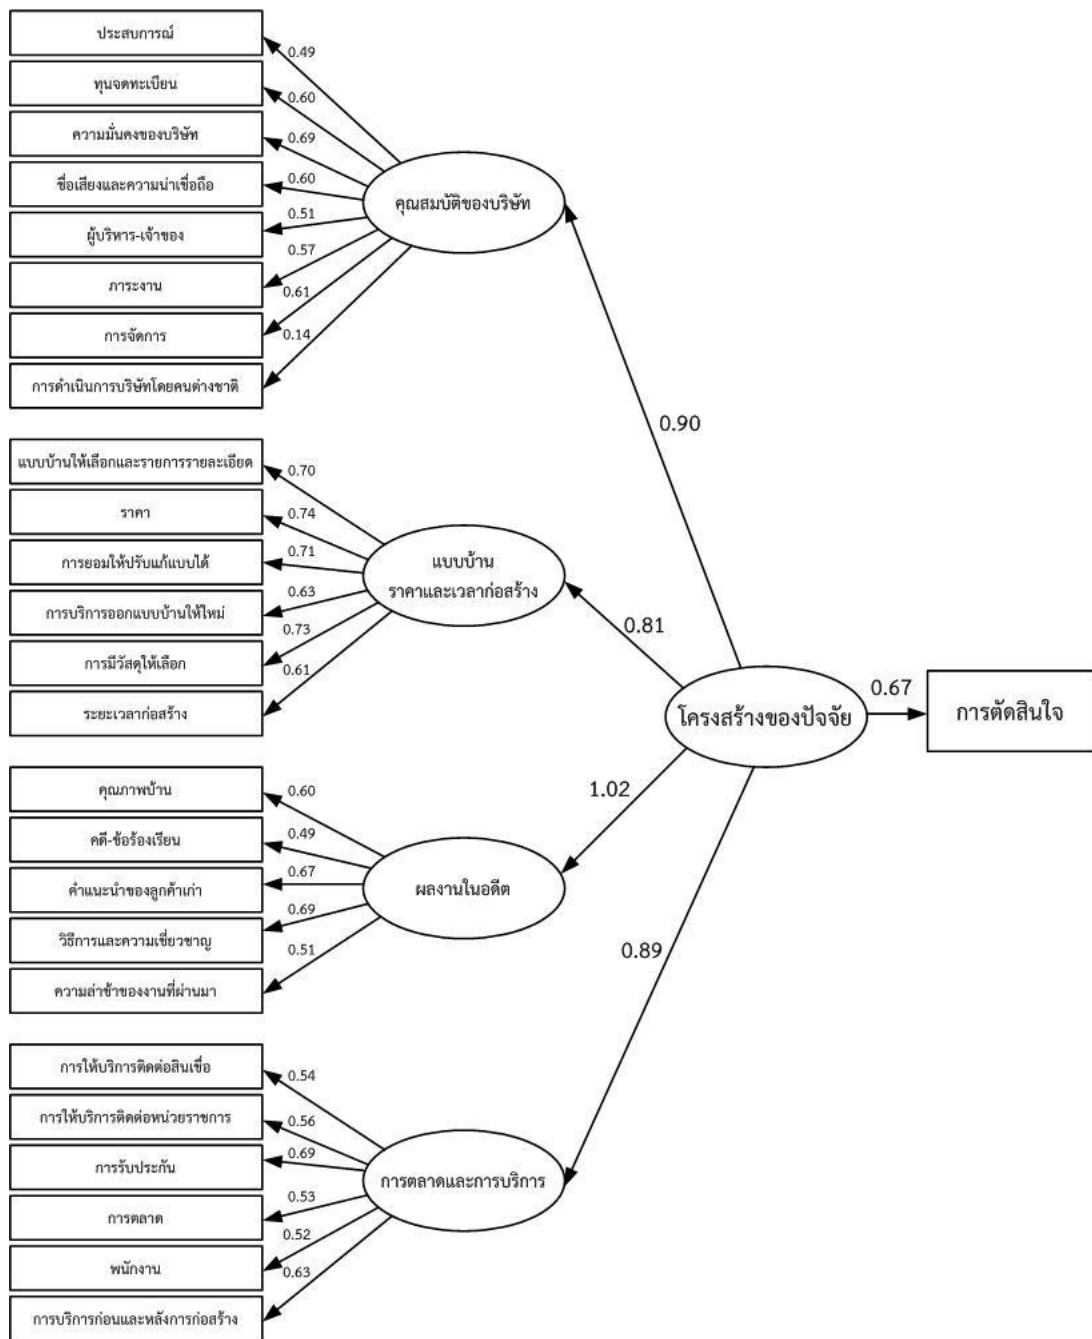 ประสบการณ์
0.49
ทุนจดทะเบียน
0.60
ความมั่นคงของบริษัท
0.69
ชื่อเสียงและความน่าเชื่อถือ
0.60
ผู้บริหาร-เจ้าของ
0.51
ภาระงาน
0.57
การจัดการ
0.61
การดำเนินการบริษัทโดยคนต่างชาติ
0.14
คุณสมบัติของบริษัท
0.90
แบบบ้านให้เลือกและรายการรายละเอียด
0.70
ราคา
0.74
การยอมให้ปรับแก้แบบได้
0.71
การบริการออกแบบบ้านให้ใหม่
0.63
การมีวัสดุให้เลือก
0.73
ระยะเวลาก่อสร้าง
0.61
แบบบ้าน
ราคาและเวลาก่อสร้าง
0.81
โครงสร้างของปัจจัย
0.67
การตัดสินใจ
คุณภาพบ้าน
0.60
คดี-ข้อร้องเรียน
0.49
คำแนะนำของลูกค้าเก่า
0.67
วิธีการและความเชี่ยวชาญ
0.69
ความล่าช้าของงานที่ผ่านมา
0.51
ผลงานในอดีต
1.02
การให้บริการติดต่อสินเชื่อ
0.54
การให้บริการติดต่อหน่วยราชการ
0.56
การรับประกัน
0.69
การตลาด
0.53
พนักงาน
0.52
การบริการก่อนและหลังการก่อสร้าง
0.63
การตลาดและการบริการ
0.89